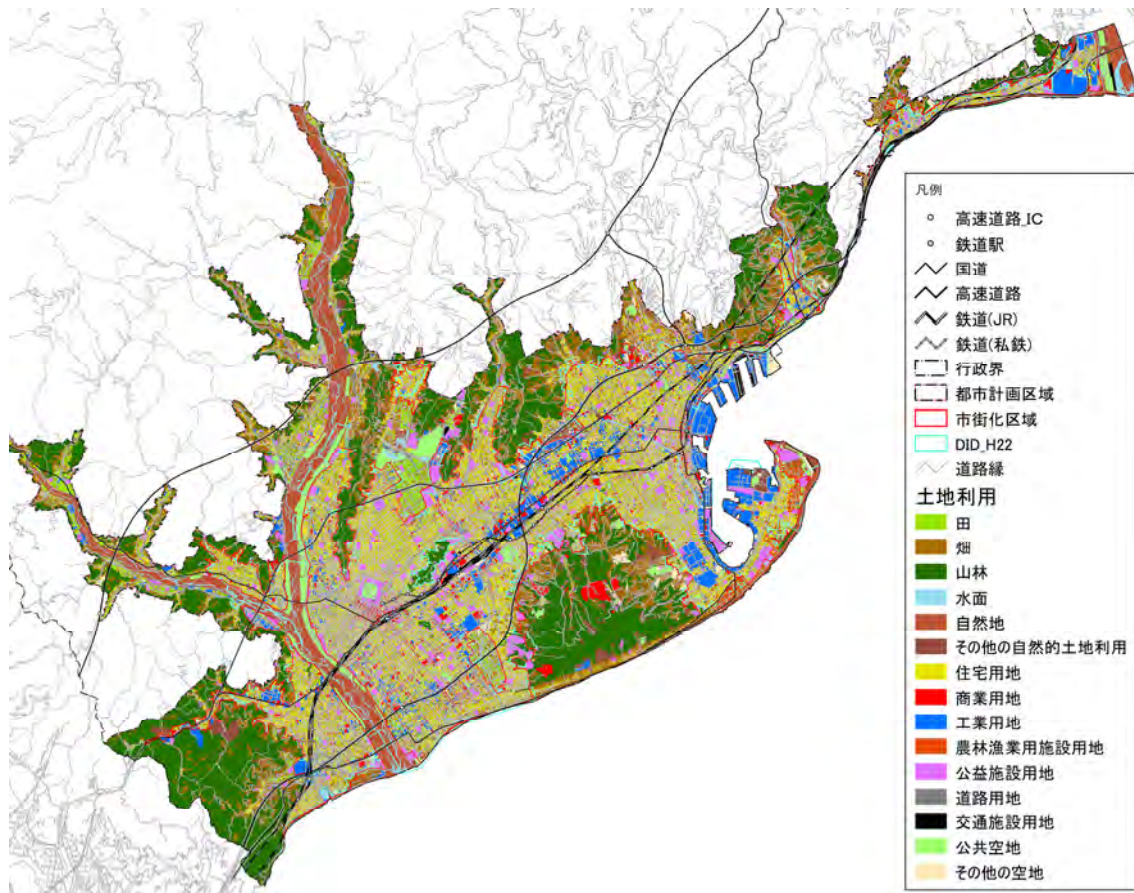 凡例
高速道路_IC
鉄道駅
国道
高速道路
鉄道(JR)
鉄道(私鉄)
行政界
都市計画区域
市街化区域
DID_H22
道路縁
土地利用
田
畑
山林
水面
自然地
その他の自然的土地利用
住宅用地
商業用地
工業用地
農林漁業用施設用地
公益施設用地
道路用地
交通施設用地
公共空地
その他の空地